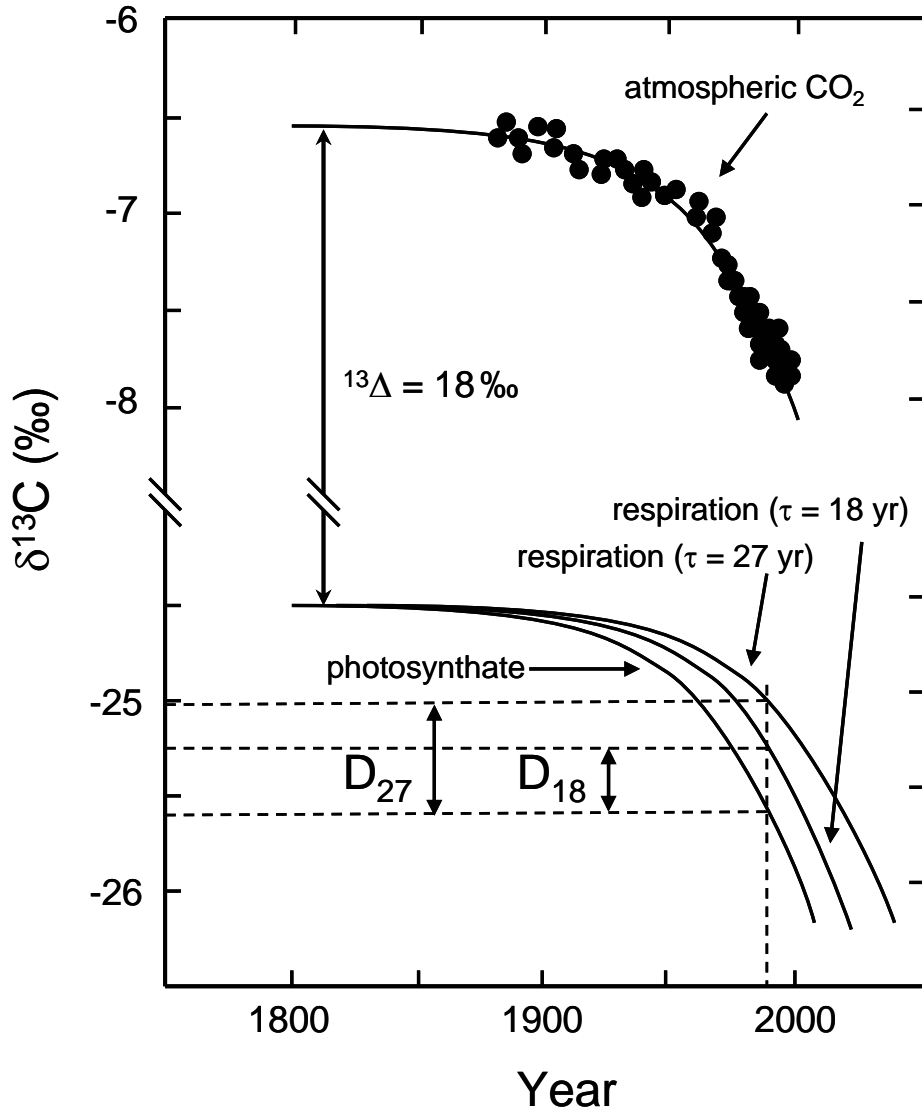 -6
atmospheric CO₂
-7
¹³Δ = 18‰
-8
δ¹³C (‰)
respiration (τ = 18 yr)
respiration (τ = 27 yr)
photosynthate
-25
D₂₇
D₁₈
-26
1800
1900
2000
Year